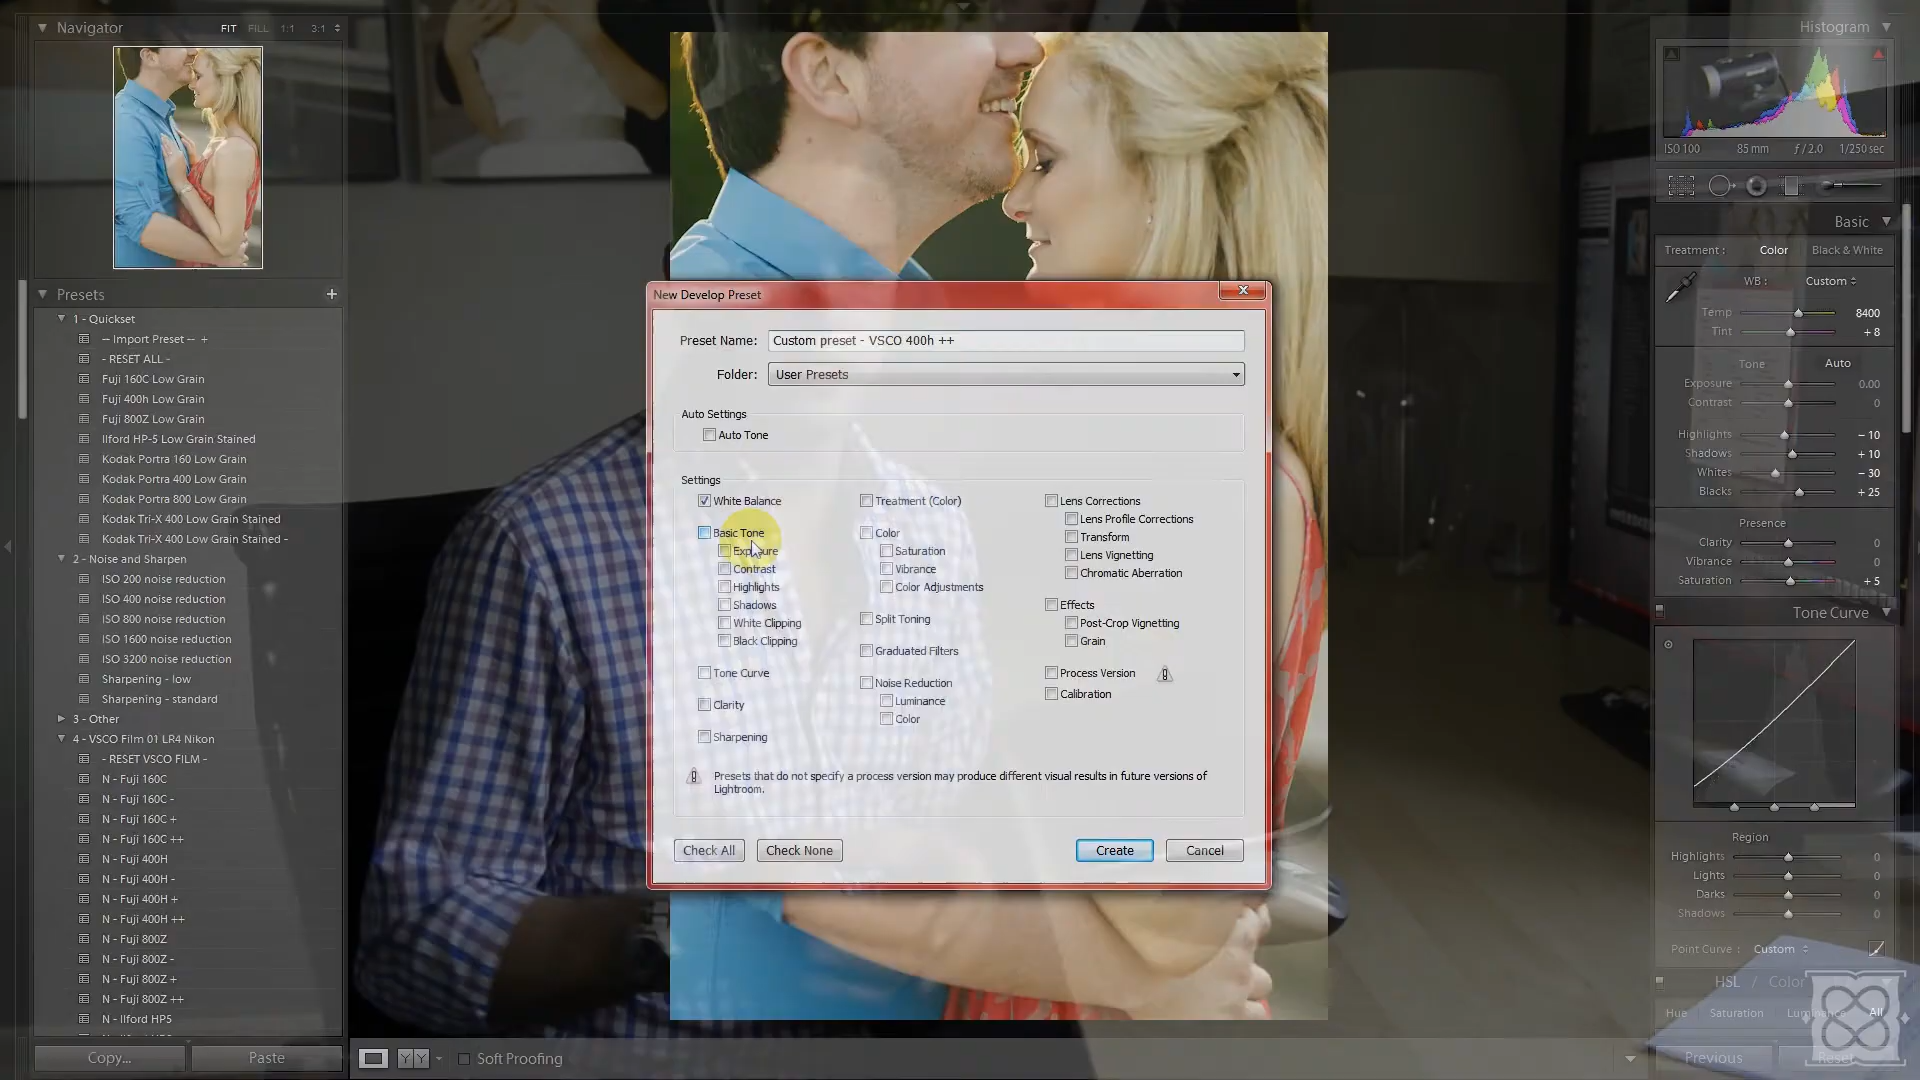 Navigator
FIT FILL 1:1 3:1
Presets +
1 - Quickset
-- Import Preset -- +
- RESET ALL -
Fuji 160C Low Grain
Fuji 400h Low Grain
Fuji 800Z Low Grain
Ilford HP-5 Low Grain Stained
Kodak Portra 160 Low Grain
Kodak Portra 400 Low Grain
Kodak Portra 800 Low Grain
Kodak Tri-X 400 Low Grain Stained
Kodak Tri-X 400 Low Grain Stained -
2 - Noise and Sharpen
ISO 200 noise reduction
ISO 400 noise reduction
ISO 800 noise reduction
ISO 1600 noise reduction
ISO 3200 noise reduction
Sharpening - low
Sharpening - standard
3 - Other
4 - VSCO Film 01 LR4 Nikon
- RESET VSCO FILM -
N - Fuji 160C
N - Fuji 160C -
N - Fuji 160C +
N - Fuji 160C ++
N - Fuji 400H
N - Fuji 400H -
N - Fuji 400H +
N - Fuji 400H ++
N - Fuji 800Z
N - Fuji 800Z -
N - Fuji 800Z +
N - Fuji 800Z ++
N - Ilford HP5
Copy...
Paste
Soft Proofing
New Develop Preset
Preset Name: Custom preset - VSCO 400h ++
Folder: User Presets
Auto Settings
Auto Tone
Settings
White Balance
Basic Tone
Exposure
Contrast
Highlights
Shadows
White Clipping
Black Clipping
Tone Curve
Clarity
Sharpening
Treatment (Color)
Color
Saturation
Vibrance
Color Adjustments
Split Toning
Graduated Filters
Noise Reduction
Luminance
Color
Lens Corrections
Lens Profile Corrections
Transform
Lens Vignetting
Chromatic Aberration
Effects
Post-Crop Vignetting
Grain
Process Version
Calibration
Presets that do not specify a process version may produce different visual results in future versions of
Lightroom.
Check All
Check None
Create
Cancel
Histogram
ISO 100 85 mm ƒ / 2.0 1/250 sec
Basic
Treatment : Color Black & White
WB : Custom
Temp 8400
Tint + 8
Tone Auto
Exposure 0.00
Contrast 0
Highlights − 10
Shadows + 10
Whites − 30
Blacks + 25
Presence
Clarity 0
Vibrance 0
Saturation + 5
Tone Curve
Region
Highlights 0
Lights 0
Darks 0
Shadows 0
Point Curve : Custom
HSL / Color
Hue Saturation Luminance All
Previous
Reset